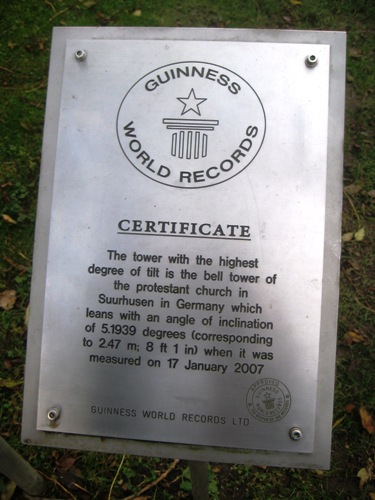 GUINNESS
WORLD RECORDS
CERTIFICATE
The tower with the highest
degree of tilt is the bell tower of
the protestant church in
Suurhusen in Germany which
leans with an angle of inclination
of 5.1939 degrees (corresponding
to 2.47 m; 8 ft 1 in) when it was
measured on 17 January 2007
GUINNESS WORLD RECORDS LTD
APPROVED